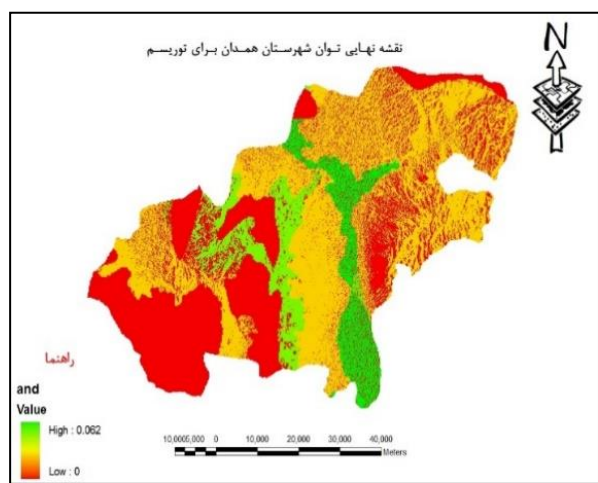 نقشه نهایی توان شهرستان همدان برای توریسم
N
راهنما
and
Value
High : 0.062
Low : 0
10,0005,000 0 10,000 20,000 30,000 40,000
Meters